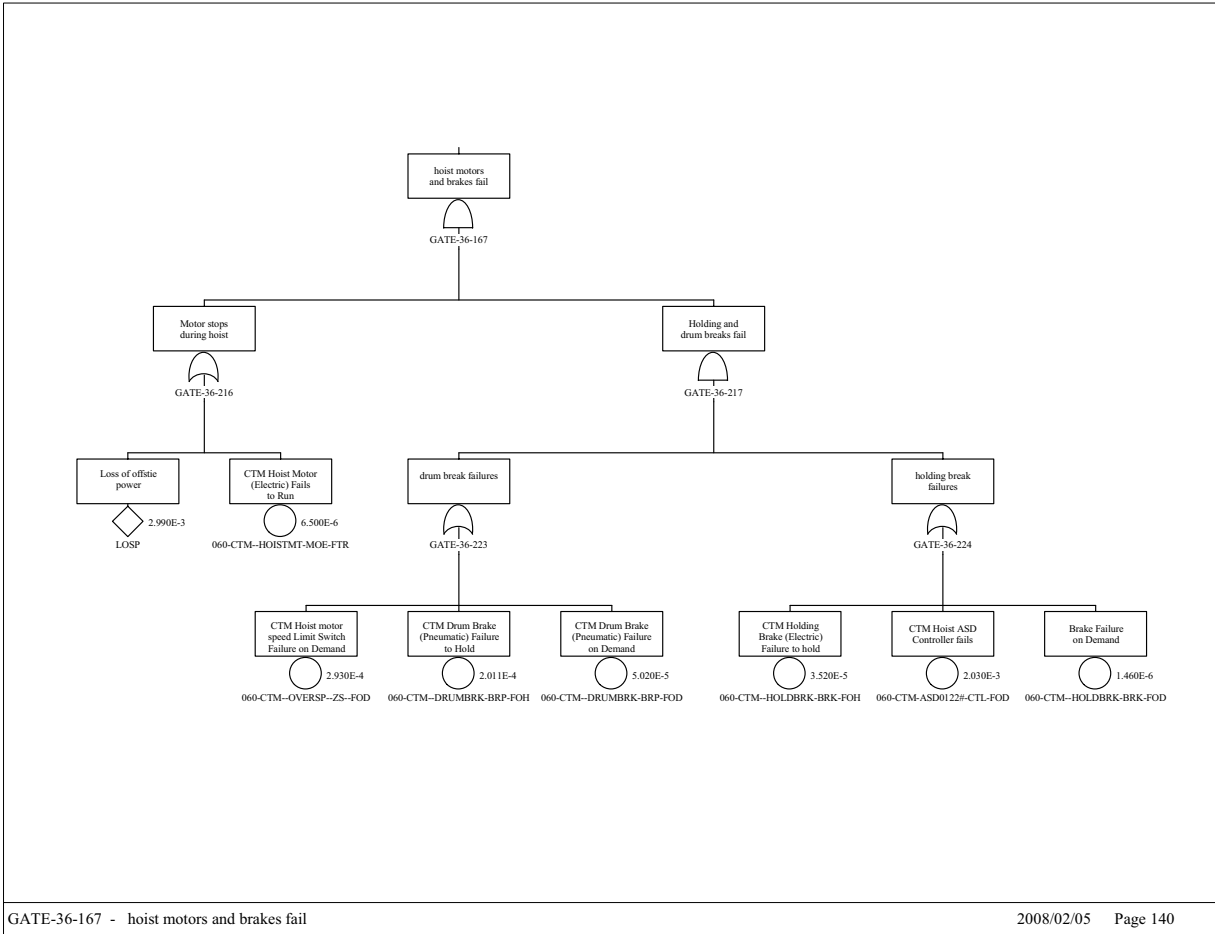 hoist motors
and brakes fail
GATE-36-167
Motor stops
during hoist
GATE-36-216
Holding and
drum breaks fail
GATE-36-217
Loss of offstie
power
2.990E-3
LOSP
CTM Hoist Motor
(Electric) Fails
to Run
6.500E-6
060-CTM--HOISTMT-MOE-FTR
drum break failures
GATE-36-223
holding break
failures
GATE-36-224
CTM Hoist motor
speed Limit Switch
Failure on Demand
2.930E-4
060-CTM--OVERSP--ZS--FOD
CTM Drum Brake
(Pneumatic) Failure
to Hold
2.011E-4
060-CTM--DRUMBRK-BRP-FOH
CTM Drum Brake
(Pneumatic) Failure
on Demand
5.020E-5
060-CTM--DRUMBRK-BRP-FOD
CTM Holding
Brake (Electric)
Failure to hold
3.520E-5
060-CTM--HOLDBRK-BRK-FOH
CTM Hoist ASD
Controller fails
2.030E-3
060-CTM-ASD0122#-CTL-FOD
Brake Failure
on Demand
1.460E-6
060-CTM--HOLDBRK-BRK-FOD
GATE-36-167 - hoist motors and brakes fail
2008/02/05 Page 140